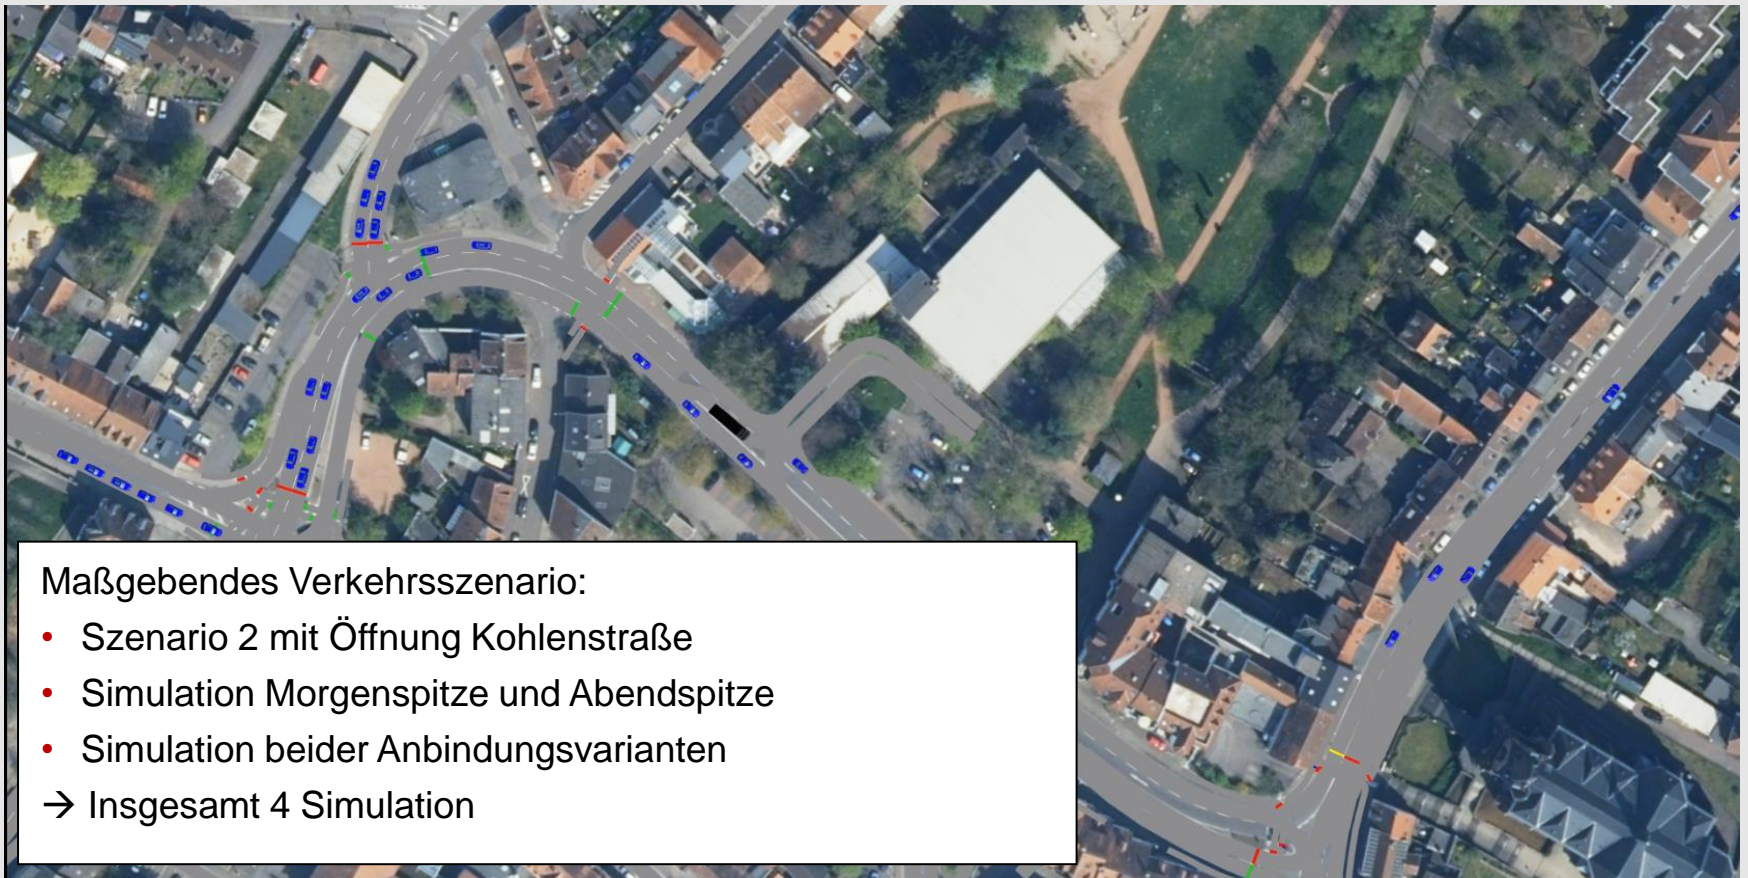 Maßgebendes Verkehrsszenario:
• Szenario 2 mit Öffnung Kohlenstraße
• Simulation Morgenspitze und Abendspitze
• Simulation beider Anbindungsvarianten
→ Insgesamt 4 Simulation